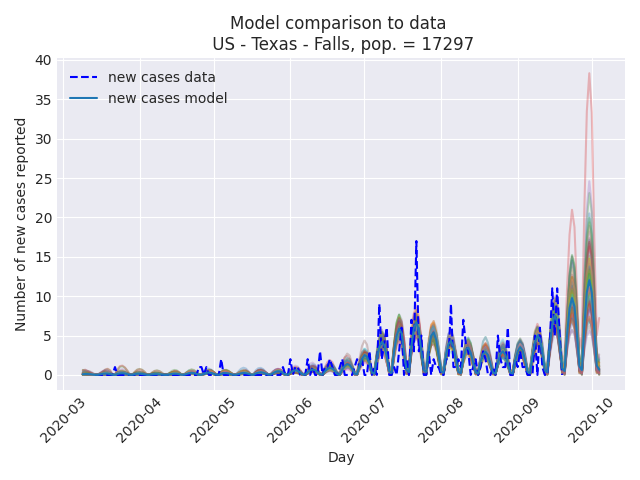 Model comparison to data
US - Texas - Falls, pop. = 17297
new cases data
new cases model
Number of new cases reported
40
35
30
25
20
15
10
5
0
2020-03
2020-04
2020-05
2020-06
2020-07
2020-08
2020-09
2020-10
Day